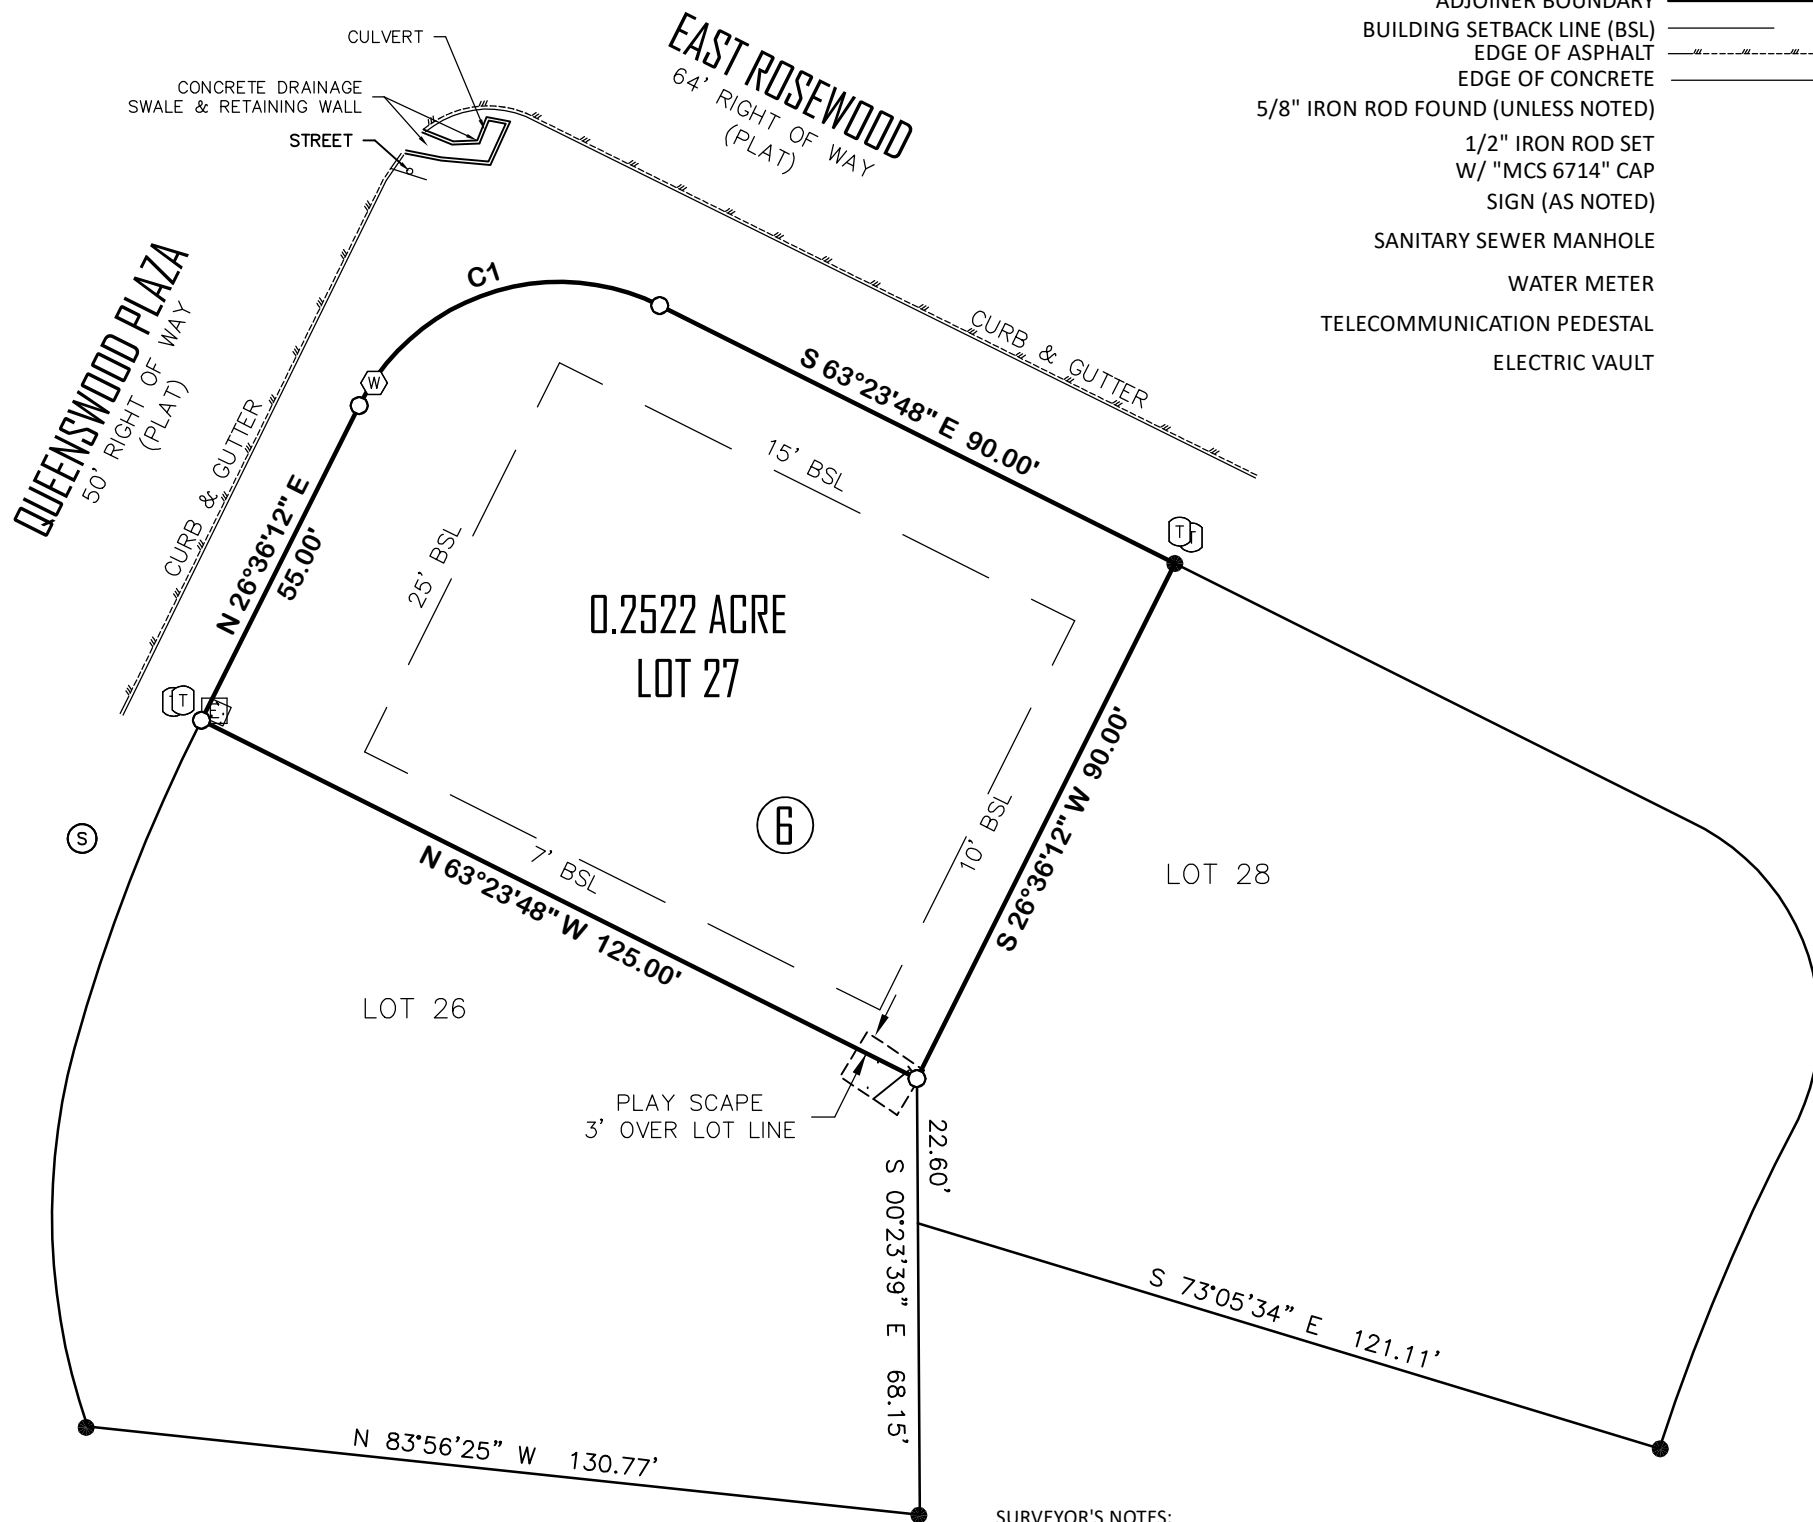 ADJOINER BOUNDARY
BUILDING SETBACK LINE (BSL)
EDGE OF ASPHALT
EDGE OF CONCRETE
5/8" IRON ROD FOUND (UNLESS NOTED)
1/2" IRON ROD SET
W/ "MCS 6714" CAP
SIGN (AS NOTED)
SANITARY SEWER MANHOLE
WATER METER
TELECOMMUNICATION PEDESTAL
ELECTRIC VAULT
CULVERT
CONCRETE DRAINAGE
SWALE & RETAINING WALL
STREET
EAST ROSEWOOD
64' RIGHT OF WAY
(PLAT)
QUEENSWOOD PLAZA
50' RIGHT OF WAY
(PLAT)
CURB & GUTTER
CURB & GUTTER
C1
W
S 63°23'48" E 90.00'
N 26°36'12" E
55.00'
15' BSL
25' BSL
0.2522 ACRE
LOT 27
T
T
E
S
6
7' BSL
10' BSL
N 63°23'48" W 125.00'
S 26°36'12" W 90.00'
LOT 28
LOT 26
PLAY SCAPE
3' OVER LOT LINE
22.60'
S 00°23'39" E 68.15'
S 73°05'34" E 121.11'
N 83°56'25" W 130.77'
SURVEYOR'S NOTES: